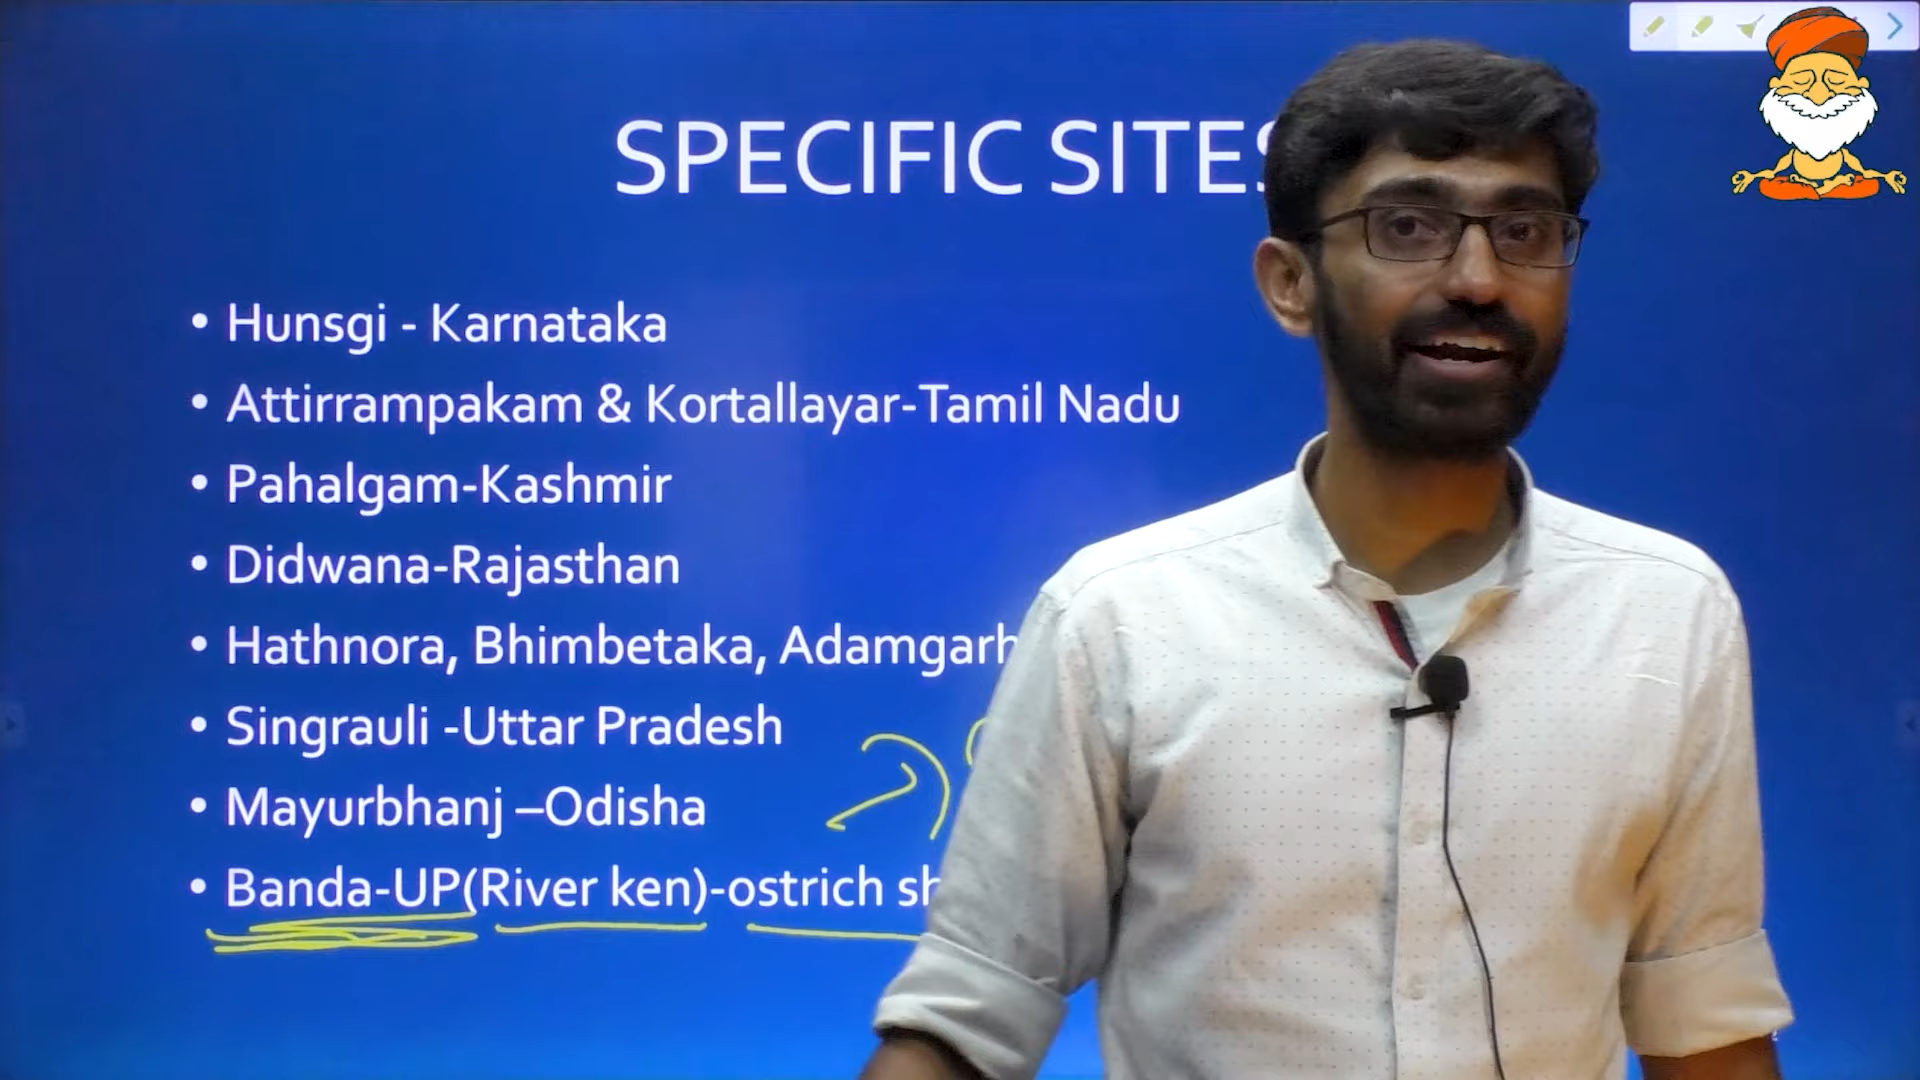 SPECIFIC SITES
• Hunsgi - Karnataka
• Attirrampakam & Kortallayar-Tamil Nadu
• Pahalgam-Kashmir
• Didwana-Rajasthan
• Hathnora, Bhimbetaka, Adamgarh
• Singrauli -Uttar Pradesh
• Mayurbhanj –Odisha
• Banda-UP(River ken)-ostrich